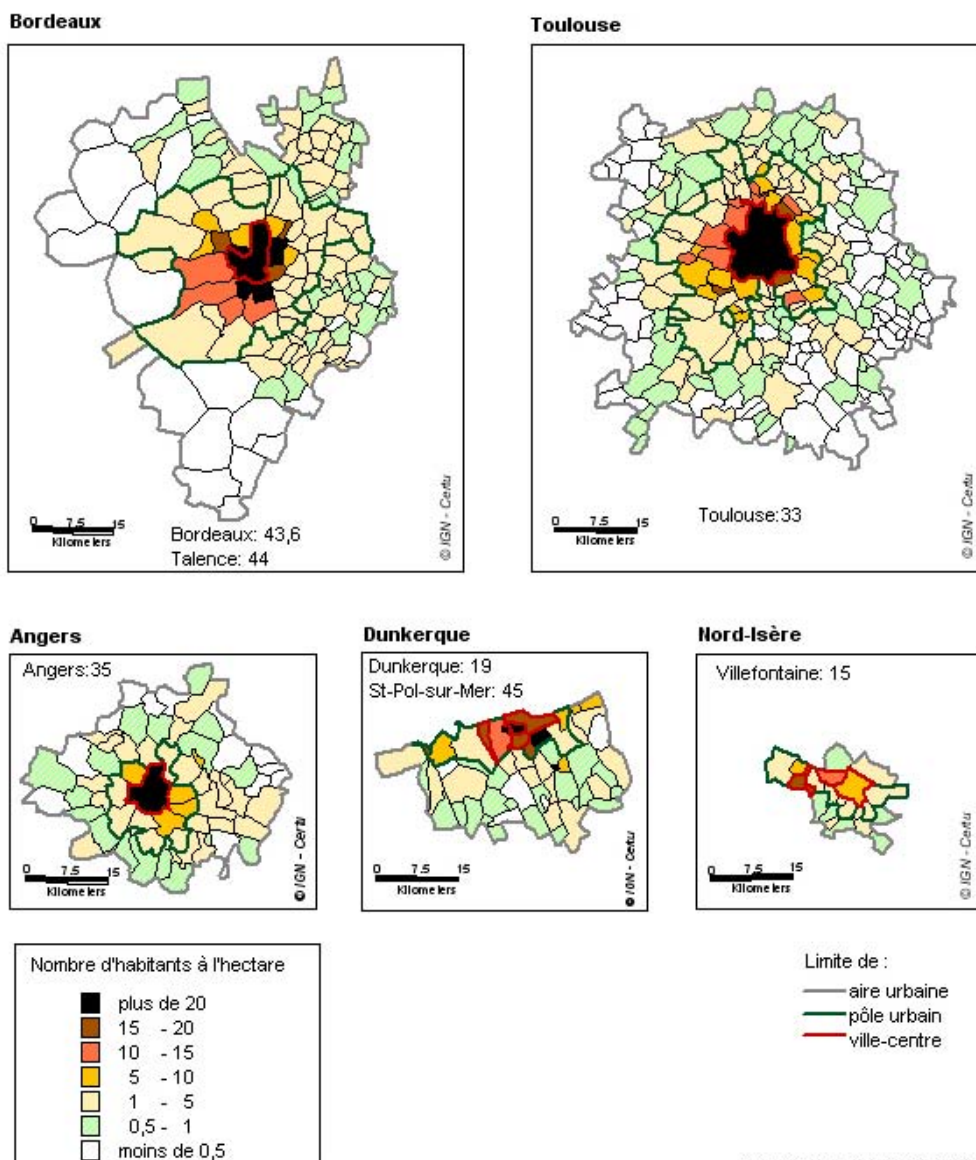 Bordeaux
Toulouse
0 7,5 15
Kilometers
Bordeaux: 43,6
Talence: 44
© IGN - Certu
0 7,5 15
Kilometers
Toulouse:33
© IGN - Certu
Angers
Dunkerque
Nord-Isère
Angers:35
0 7,5 15
Kilometers
© IGN - Certu
Dunkerque: 19
St-Pol-sur-Mer: 45
0 7,5 15
Kilometers
© IGN - Certu
Villefontaine: 15
0 7,5 15
Kilometers
© IGN - Certu
Nombre d'habitants à l'hectare
plus de 20
15 - 20
10 - 15
5 - 10
1 - 5
0,5 - 1
moins de 0,5
Limite de :
aire urbaine
pôle urbain
ville-centre